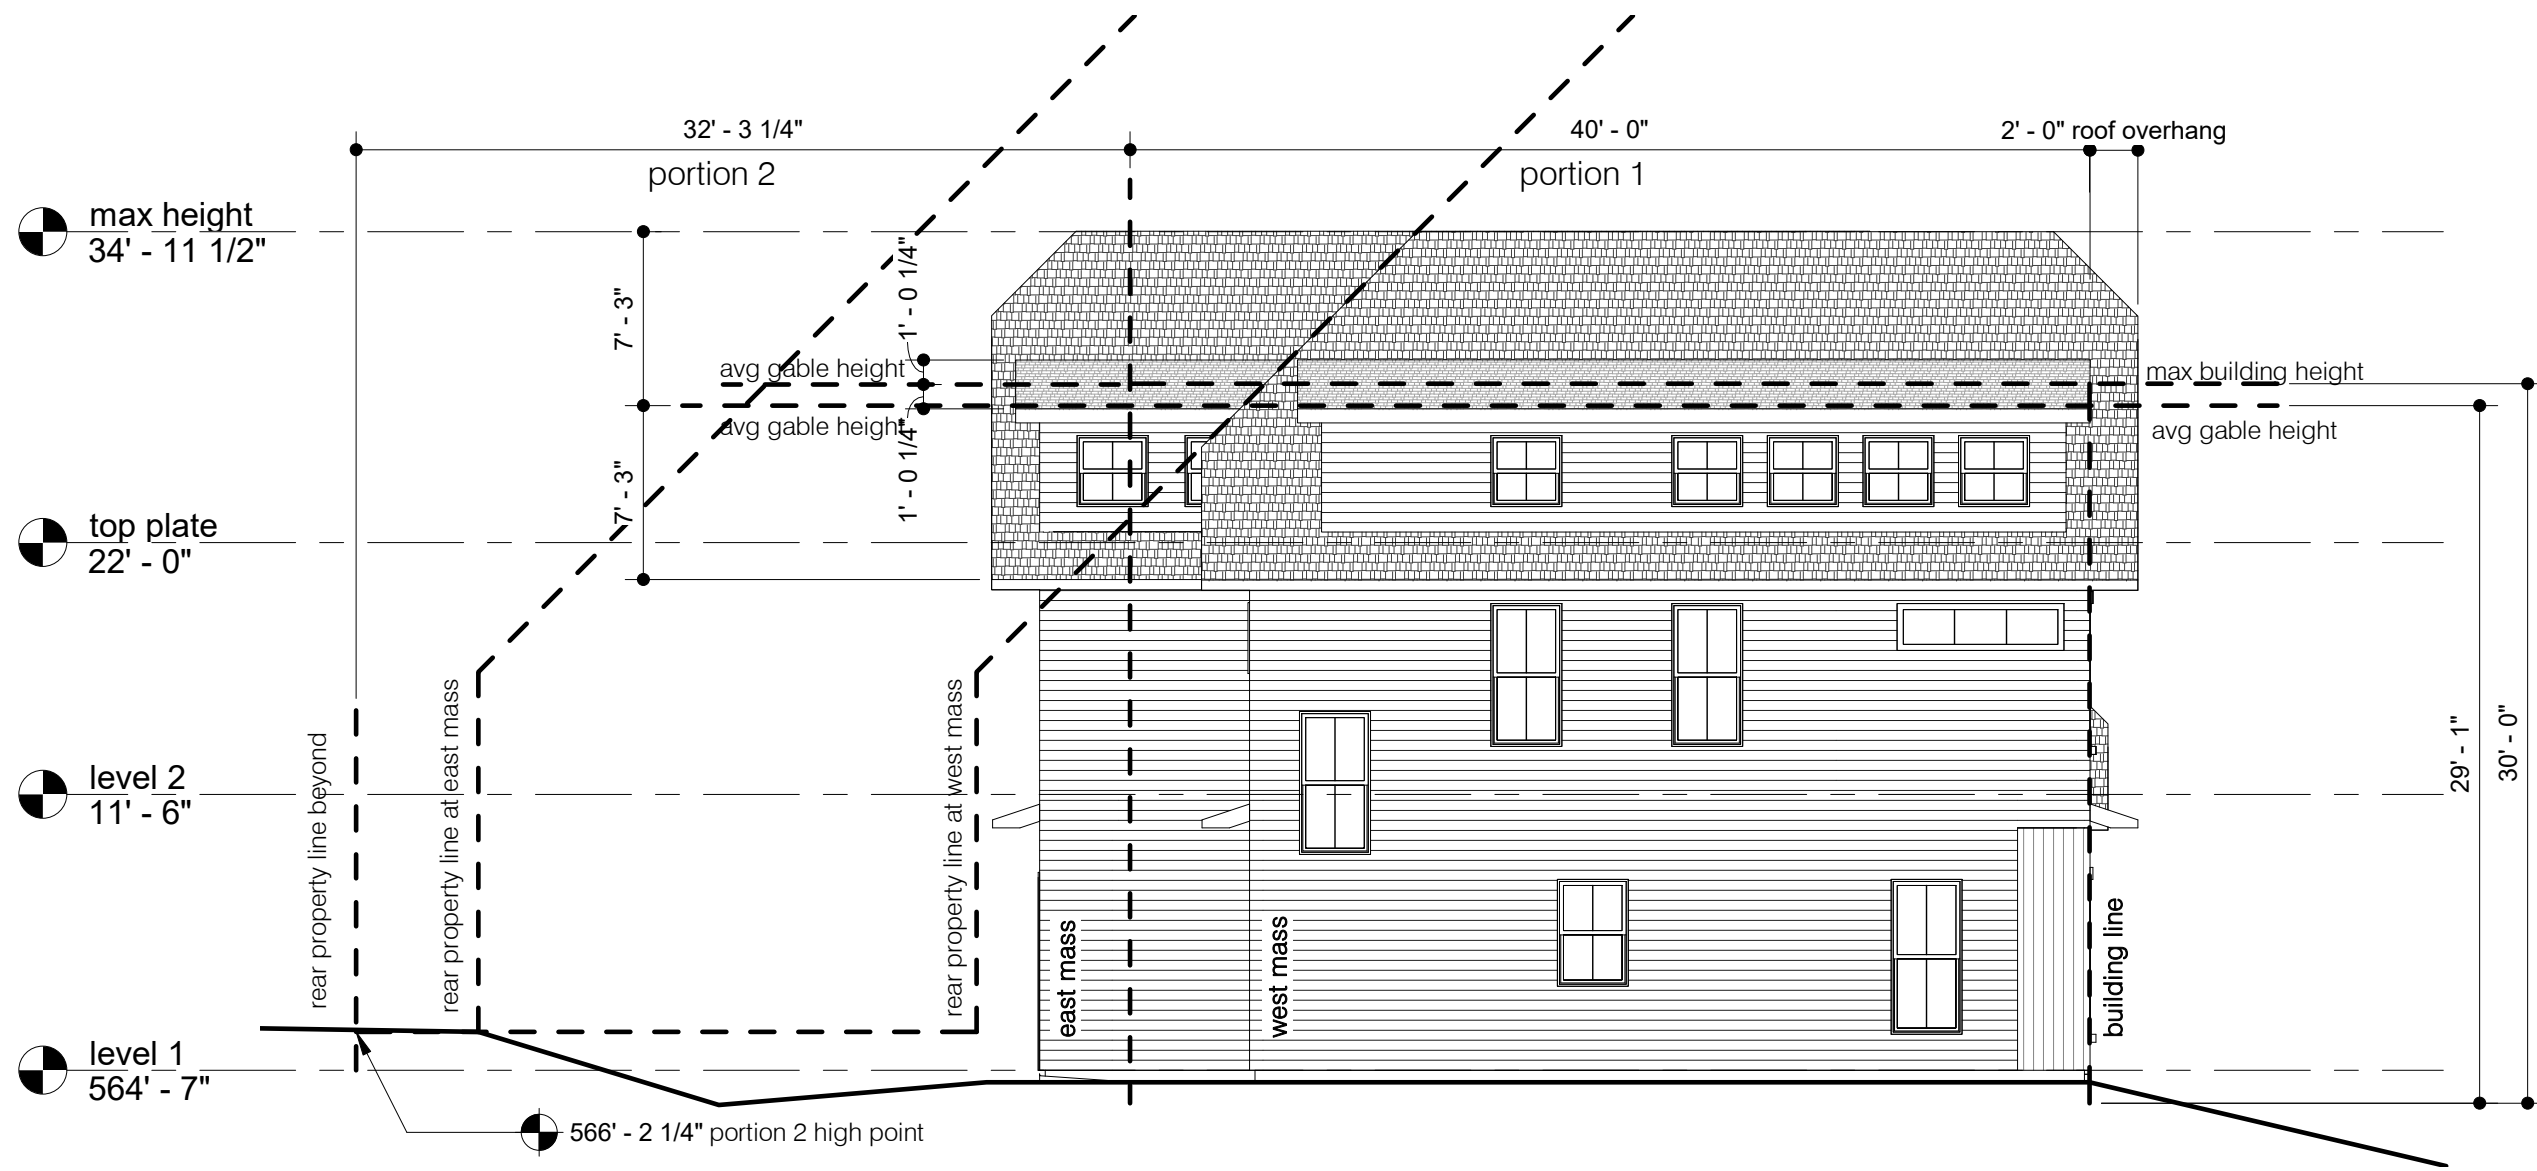 32' - 3 1/4"
40' - 0"
2' - 0" roof overhang
portion 2
portion 1
max height
34' - 11 1/2"
7' - 3"
1' - 0 1/4"
avg gable height
max building height
avg gable height
avg gable height
7' - 3"
1' - 0 1/4"
top plate
22' - 0"
level 2
11' - 6"
29' - 1"
30' - 0"
rear property line beyond
rear property line at east mass
rear property line at west mass
east mass
west mass
building line
level 1
564' - 7"
566' - 2 1/4" portion 2 high point